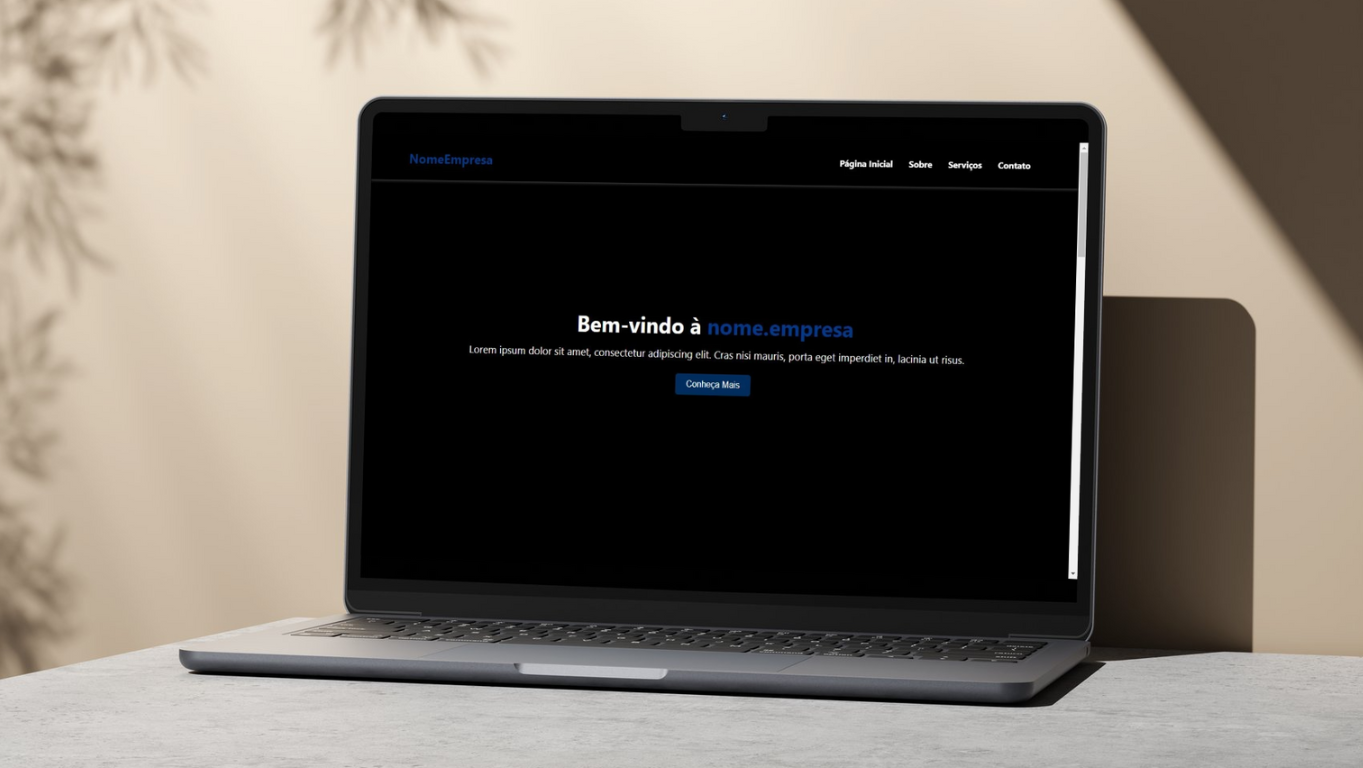 NomeEmpresa
Página Inicial Sobre Serviços Contato
Bem-vindo à nome.empresa
Lorem ipsum dolor sit amet, consectetur adipiscing elit. Cras nisi mauris, porta eget imperdiet in, lacinia ut risus.
Conheça Mais